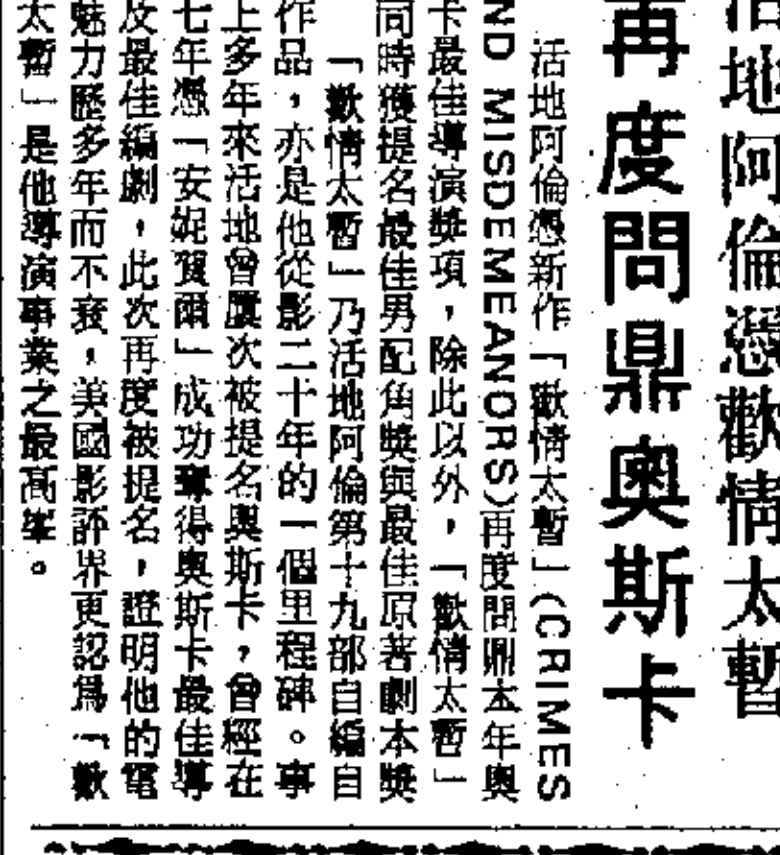 活地阿倫憑歡情太暫
再度問鼎奧斯卡
活地阿倫憑新作「歡情太暫」(CRIMES
AND MISDEMEANORS)再度問鼎本年奧
卡最佳導演獎項，除此以外，「歡情太暫」
同時獲提名最佳男配角獎與最佳原著劇本獎
「歡情太暫」乃活地阿倫第十九部自編自
作品，亦是他從影二十年的一個里程碑。事
上多年來活地曾屢次被提名奧斯卡，曾經在
七年憑「安妮賀爾」成功奪得奧斯卡最佳導
及最佳編劇，此次再度被提名，證明他的電
魅力歷多年而不衰，美國影評界更認爲「歡
太暫」是他導演事業之最高峯。